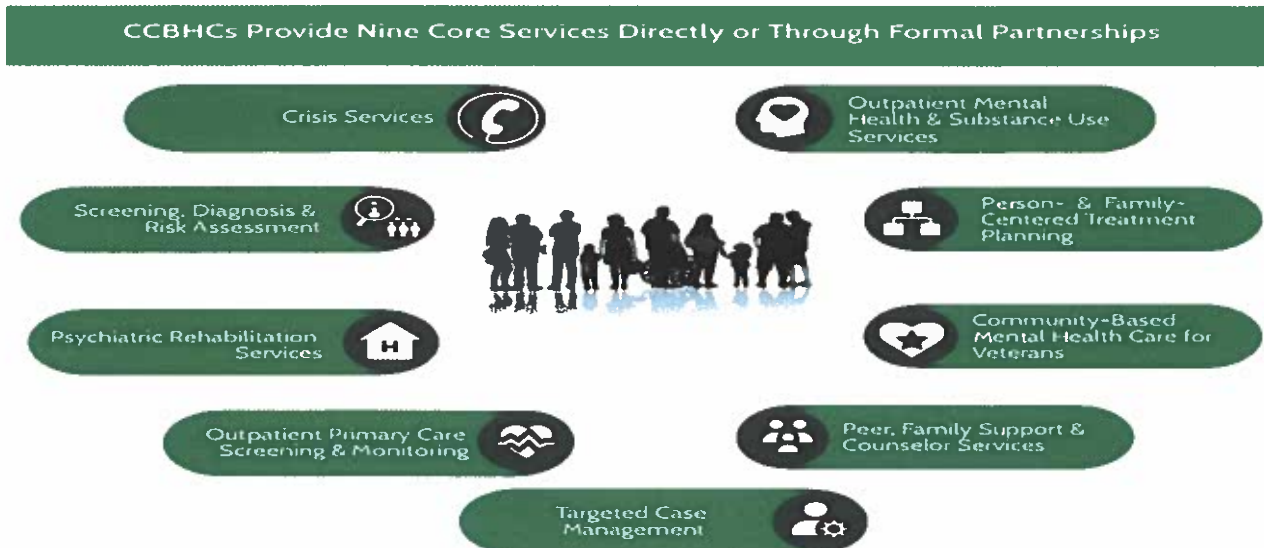 CCBHCs Provide Nine Core Services Directly or Through Formal Partnerships
Crisis Services
Outpatient Mental
Health & Substance Use
Services
Screening, Diagnosis &
Risk Assessment
Person- & Family-
Centered Treatment
Planning
Psychiatric Rehabilitation
Services
H
Community-Based
Mental Health Care for
Veterans
Outpatient Primary Care
Screening & Monitoring
Peer, Family Support &
Counselor Services
Targeted Case
Management